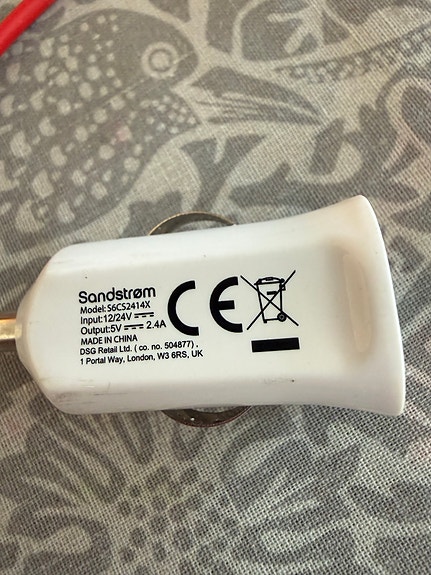 Sandstrøm
Model: S6CS2414X
Input: 12/24V ⎓
Output: 5V ⎓ 2.4A
MADE IN CHINA
DSG Retail Ltd. ( co. no. 504877) ,
1 Portal Way, London, W3 6RS, UK
CE